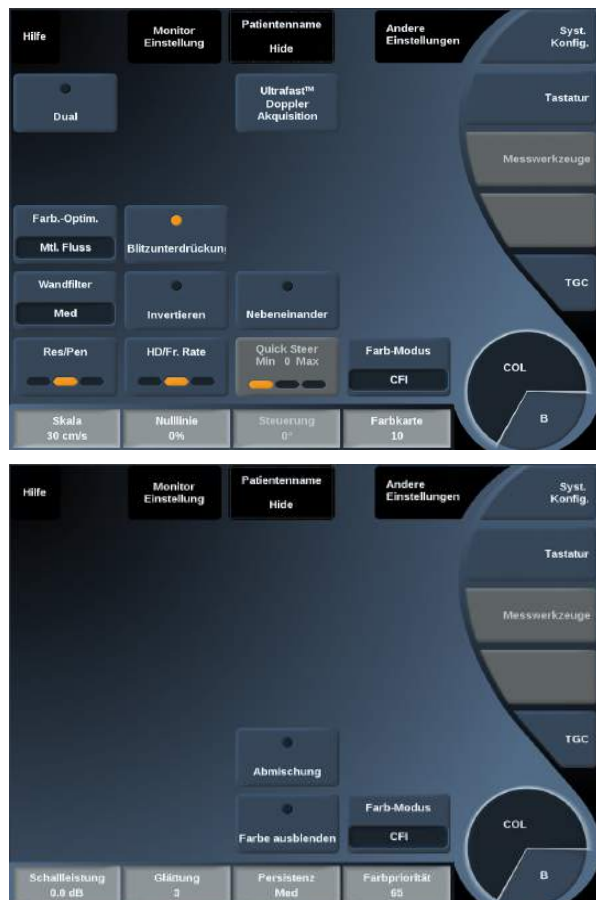 Hilfe
Monitor
Einstellung
Patientenname
Hide
Andere
Einstellungen
Syst.
Konfig.
Dual
Ultrafast™
Doppler
Akquisition
Tastatur
Messwerkzeuge
Farb.-Optim.
Mtl. Fluss
Blitzunterdrückun
Wandfilter
Med
Invertieren
Nebeneinander
TGC
Res/Pen
HD/Fr. Rate
Quick Steer
Min 0 Max
Farb-Modus
CFI
COL
B
Skala
30 cm/s
Nulllinie
0%
Steuerung
0°
Farbkarte
10
Hilfe
Monitor
Einstellung
Patientenname
Hide
Andere
Einstellungen
Syst.
Konfig.
Tastatur
Messwerkzeuge
TGC
Abmischung
Farbe ausblenden
Farb-Modus
CFI
COL
B
Schallleistung
0.0 dB
Glättung
3
Persistenz
Med
Farbpriorität
65